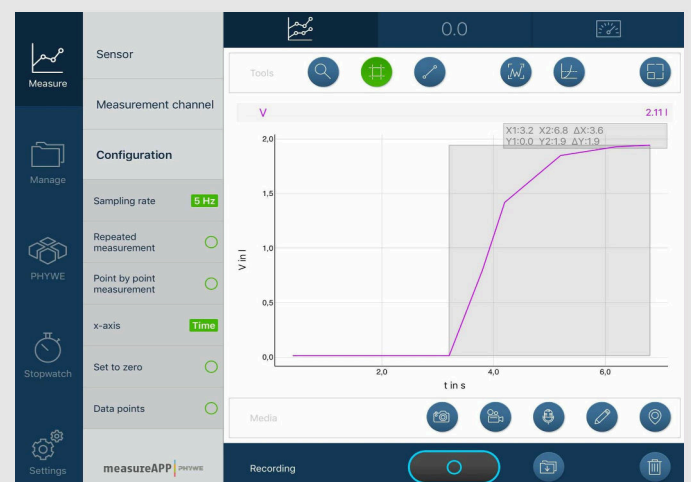 Measure
Manage
PHYWE
Stopwatch
Settings
Sensor
Measurement channel
Configuration
Sampling rate 5 Hz
Repeated
measurement
Point by point
measurement
x-axis Time
Set to zero
Data points
measureAPP PHYWE
0.0
Tools
V 2.11 l
X1:3.2 X2:6.8 ΔX:3.6
Y1:0.0 Y2:1.9 ΔY:1.9
2,0
1,5
1,0
0,5
0,0
V in l
2,0 4,0 6,0
t in s
Media
Recording